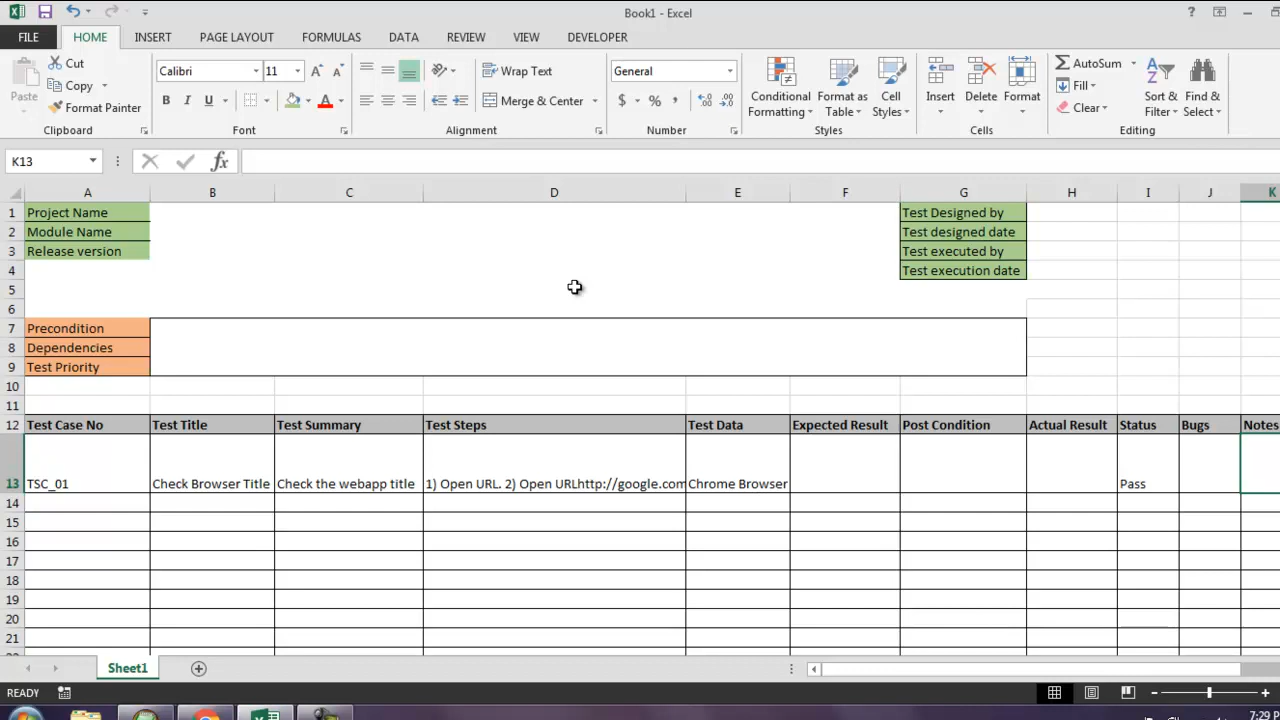 Book1 - Excel
?
FILE HOME INSERT PAGE LAYOUT FORMULAS DATA REVIEW VIEW DEVELOPER
Paste
Cut
Copy
Format Painter
Clipboard
Calibri 11
B I U A
Font
Wrap Text
Merge & Center
Alignment
General
$ % ,
Number
Conditional Formatting
Format as Table
Cell Styles
Styles
Insert
Delete
Format
Cells
AutoSum
Fill
Clear
Sort & Filter
Find & Select
Editing
K13
fx
A B C D E F G H I J K
1 Project Name Test Designed by
2 Module Name Test designed date
3 Release version Test executed by
4 Test execution date
5
6
7 Precondition
8 Dependencies
9 Test Priority
10
11
12 Test Case No Test Title Test Summary Test Steps Test Data Expected Result Post Condition Actual Result Status Bugs Notes
13 TSC_01 Check Browser Title Check the webapp title 1) Open URL. 2) Open URLhttp://google.com Chrome Browser Pass
14
15
16
17
18
19
20
21
Sheet1
READY
7:29